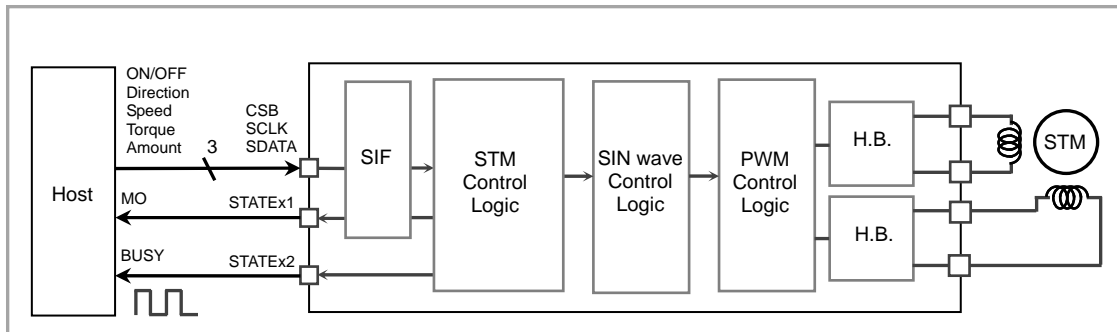 Host
ON/OFF
Direction
Speed
Torque
Amount
3
CSB
SCLK
SDATA
MO
STATEx1
BUSY
STATEx2
SIF
STM
Control
Logic
SIN wave
Control
Logic
PWM
Control
Logic
H.B.
H.B.
STM